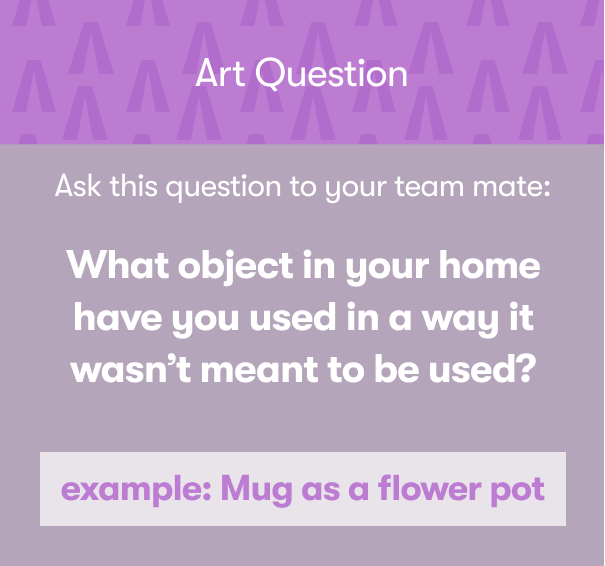 Art Question
Ask this question to your team mate:
What object in your home
have you used in a way it
wasn’t meant to be used?
example: Mug as a flower pot